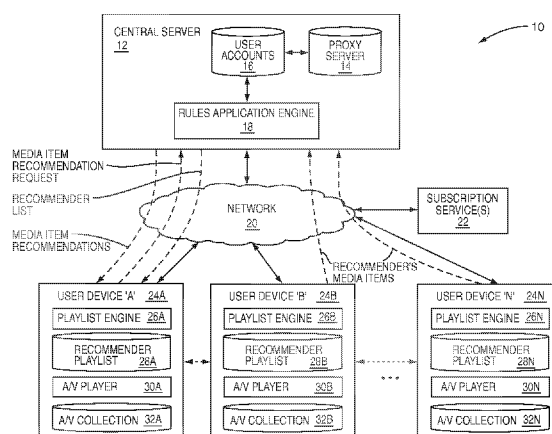 10
CENTRAL SERVER
12
USER
ACCOUNTS
16
PROXY
SERVER
14
RULES APPLICATION ENGINE
18
MEDIA ITEM
RECOMMENDATION
REQUEST
RECOMMENDER
LIST
MEDIA ITEM
RECOMMENDATIONS
NETWORK
20
SUBSCRIPTION
SERVICE(S)
22
RECOMMENDER'S
MEDIA ITEMS
USER DEVICE 'A' 24A
PLAYLIST ENGINE 26A
RECOMMENDER
PLAYLIST
28A
A/V PLAYER 30A
A/V COLLECTION 32A
USER DEVICE 'B' 24B
PLAYLIST ENGINE 26B
RECOMMENDER
PLAYLIST
28B
A/V PLAYER 30B
A/V COLLECTION 32B
...
USER DEVICE 'N' 24N
PLAYLIST ENGINE 26N
RECOMMENDER
PLAYLIST
28N
A/V PLAYER 30N
A/V COLLECTION 32N